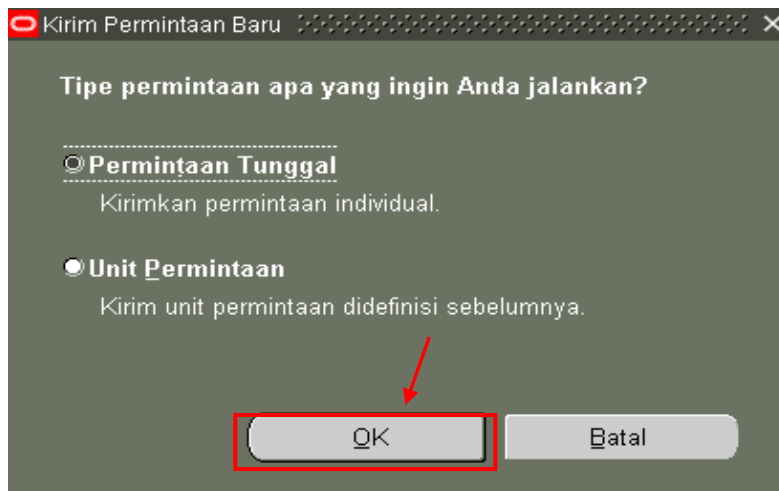 Kirim Permintaan Baru
Tipe permintaan apa yang ingin Anda jalankan?
Permintaan Tunggal
Kirimkan permintaan individual.
Unit Permintaan
Kirim unit permintaan didefinisi sebelumnya.
OK Batal